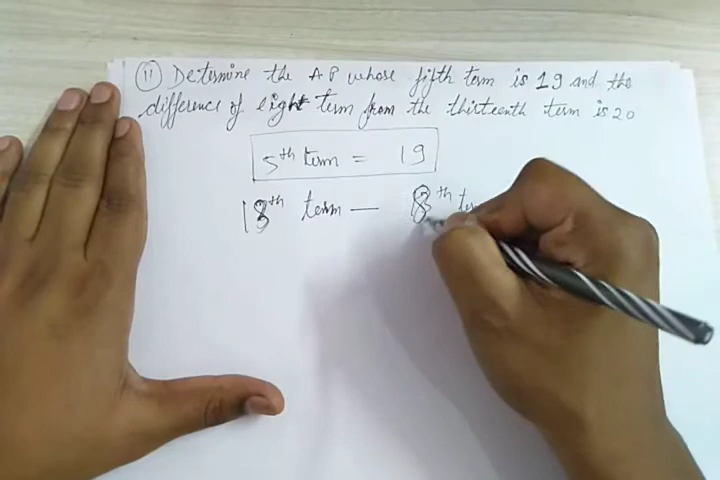 11 Determine the AP whose fifth term is 19 and the
difference of eight term from the thirteenth term is 20
5th term = 19
13th term — 8th